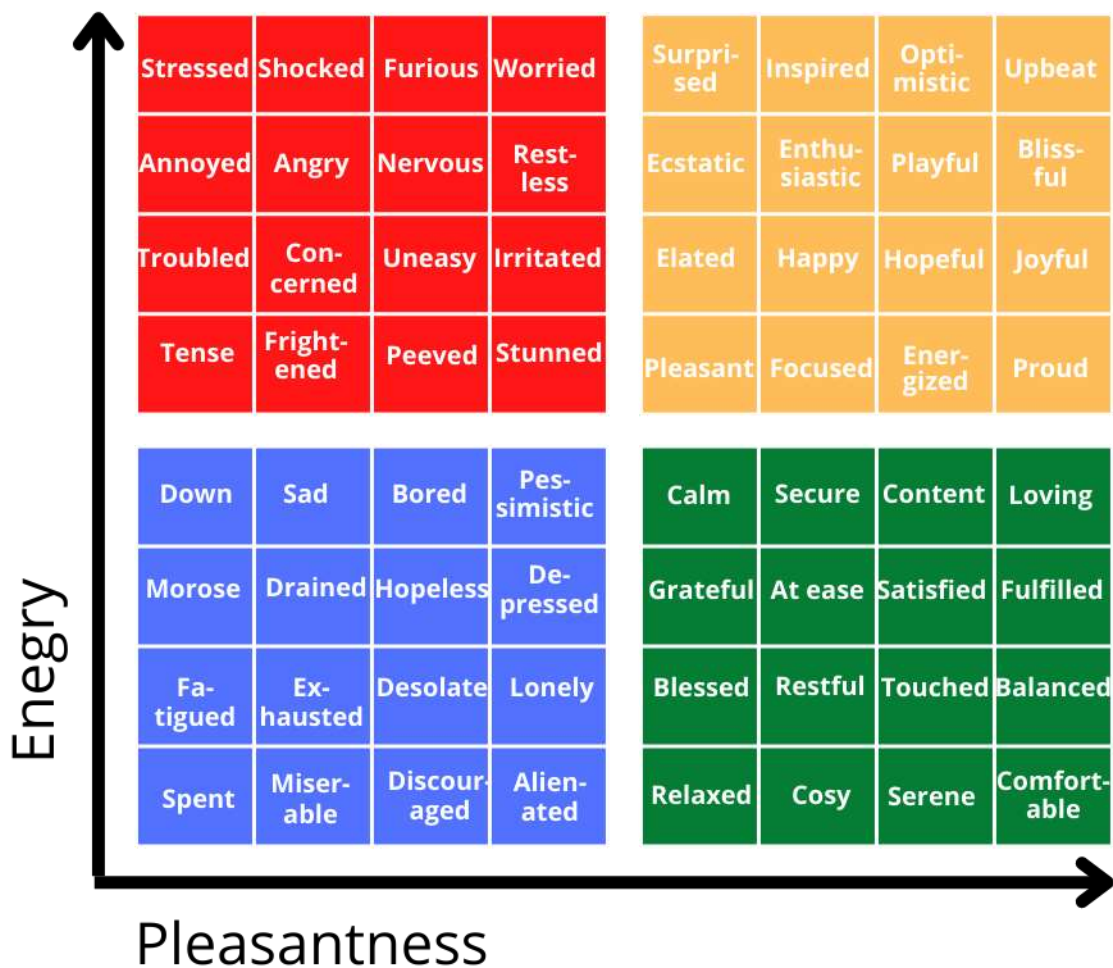 Stressed Shocked Furious Worried
Annoyed Angry Nervous Rest-
less
Troubled Con-
cerned Uneasy Irritated
Tense Fright-
ened Peeved Stunned
Surpri-
sed Inspired Opti-
mistic Upbeat
Ecstatic Enthu-
siastic Playful Bliss-
ful
Elated Happy Hopeful Joyful
Pleasant Focused Ener-
gized Proud
Down Sad Bored Pes-
simistic
Morose Drained Hopeless De-
pressed
Fa-
tigued Ex-
hausted Desolate Lonely
Spent Miser-
able Discour-
aged Alien-
ated
Calm Secure Content Loving
Grateful At ease Satisfied Fulfilled
Blessed Restful Touched Balanced
Relaxed Cosy Serene Comfort-
able
Enegry
Pleasantness